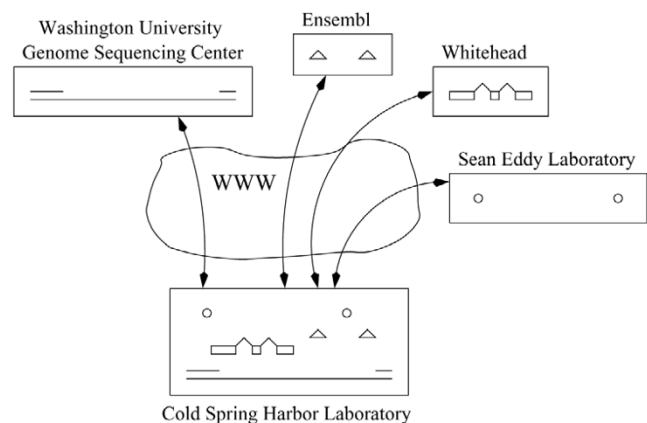 Washington University
Genome Sequencing Center
Ensembl
Whitehead
Sean Eddy Laboratory
WWW
Cold Spring Harbor Laboratory